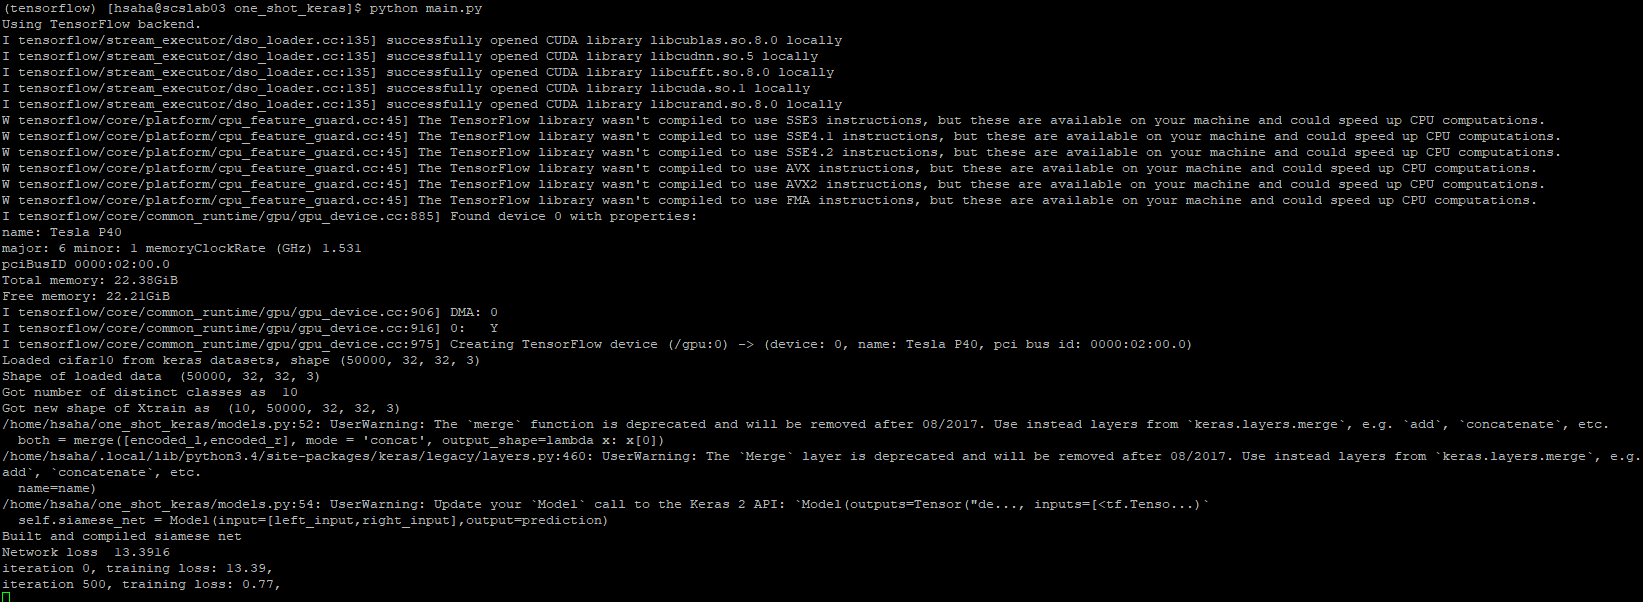 (tensorflow) [hsaha@scslab03 one_shot_keras]$ python main.py
Using TensorFlow backend.
I tensorflow/stream_executor/dso_loader.cc:135] successfully opened CUDA library libcublas.so.8.0 locally
I tensorflow/stream_executor/dso_loader.cc:135] successfully opened CUDA library libcudnn.so.5 locally
I tensorflow/stream_executor/dso_loader.cc:135] successfully opened CUDA library libcufft.so.8.0 locally
I tensorflow/stream_executor/dso_loader.cc:135] successfully opened CUDA library libcuda.so.1 locally
I tensorflow/stream_executor/dso_loader.cc:135] successfully opened CUDA library libcurand.so.8.0 locally
W tensorflow/core/platform/cpu_feature_guard.cc:45] The TensorFlow library wasn't compiled to use SSE3 instructions, but these are available on your machine and could speed up CPU computations.
W tensorflow/core/platform/cpu_feature_guard.cc:45] The TensorFlow library wasn't compiled to use SSE4.1 instructions, but these are available on your machine and could speed up CPU computations.
W tensorflow/core/platform/cpu_feature_guard.cc:45] The TensorFlow library wasn't compiled to use SSE4.2 instructions, but these are available on your machine and could speed up CPU computations.
W tensorflow/core/platform/cpu_feature_guard.cc:45] The TensorFlow library wasn't compiled to use AVX instructions, but these are available on your machine and could speed up CPU computations.
W tensorflow/core/platform/cpu_feature_guard.cc:45] The TensorFlow library wasn't compiled to use AVX2 instructions, but these are available on your machine and could speed up CPU computations.
W tensorflow/core/platform/cpu_feature_guard.cc:45] The TensorFlow library wasn't compiled to use FMA instructions, but these are available on your machine and could speed up CPU computations.
I tensorflow/core/common_runtime/gpu/gpu_device.cc:885] Found device 0 with properties:
name: Tesla P40
major: 6 minor: 1 memoryClockRate (GHz) 1.531
pciBusID 0000:02:00.0
Total memory: 22.38GiB
Free memory: 22.21GiB
I tensorflow/core/common_runtime/gpu/gpu_device.cc:906] DMA: 0
I tensorflow/core/common_runtime/gpu/gpu_device.cc:916] 0:   Y
I tensorflow/core/common_runtime/gpu/gpu_device.cc:975] Creating TensorFlow device (/gpu:0) -> (device: 0, name: Tesla P40, pci bus id: 0000:02:00.0)
Loaded cifar10 from keras datasets, shape (50000, 32, 32, 3)
Shape of loaded data  (50000, 32, 32, 3)
Got number of distinct classes as  10
Got new shape of Xtrain as  (10, 50000, 32, 32, 3)
/home/hsaha/one_shot_keras/models.py:52: UserWarning: The `merge` function is deprecated and will be removed after 08/2017. Use instead layers from `keras.layers.merge`, e.g. `add`, `concatenate`, etc.
  both = merge([encoded_l,encoded_r], mode = 'concat', output_shape=lambda x: x[0])
/home/hsaha/.local/lib/python3.4/site-packages/keras/legacy/layers.py:460: UserWarning: The `Merge` layer is deprecated and will be removed after 08/2017. Use instead layers from `keras.layers.merge`, e.g.
add`, `concatenate`, etc.
  name=name)
/home/hsaha/one_shot_keras/models.py:54: UserWarning: Update your `Model` call to the Keras 2 API: `Model(outputs=Tensor("de..., inputs=[<tf.Tenso...)`
  self.siamese_net = Model(input=[left_input,right_input],output=prediction)
Built and compiled siamese net
Network loss  13.3916
iteration 0, training loss: 13.39,
iteration 500, training loss: 0.77,